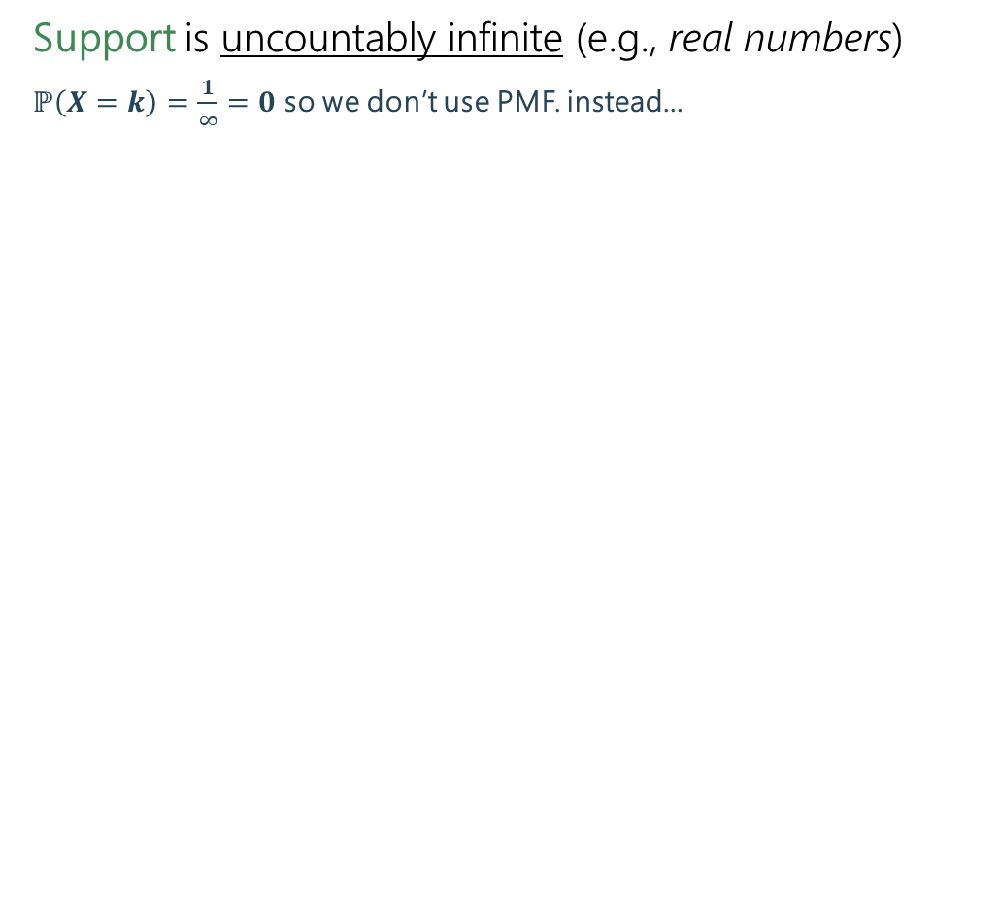 Support is uncountably infinite (e.g., real numbers)
ℙ(X = k) = 1/∞ = 0 so we don't use PMF. instead...